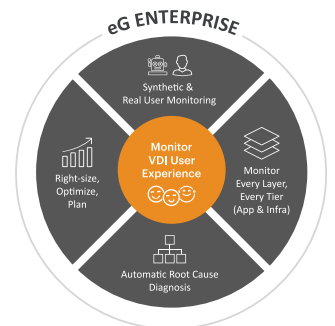 eG ENTERPRISE
Synthetic &
Real User Monitoring
Monitor
VDI User
Experience
Right-size,
Optimize,
Plan
Monitor
Every Layer,
Every Tier
(App & Infra)
Automatic Root Cause
Diagnosis